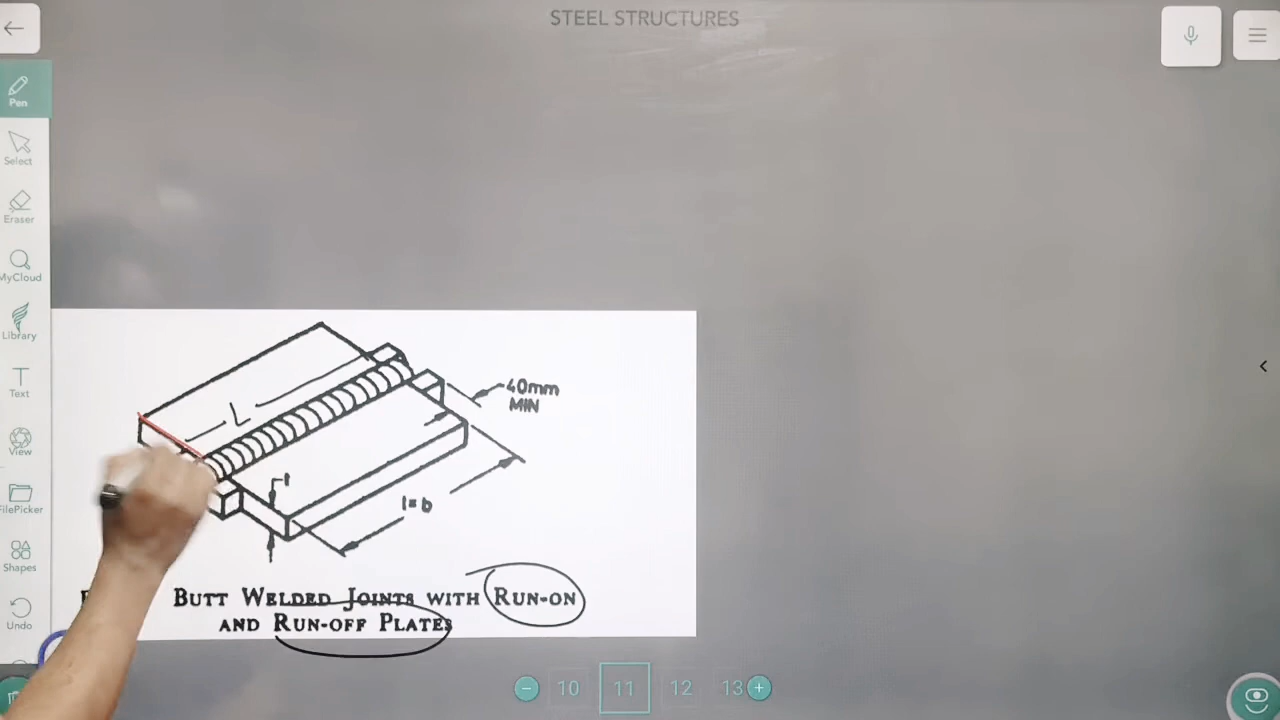 STEEL STRUCTURES
Pen
Select
Eraser
MyCloud
Library
Text
View
FilePicker
Shapes
Undo
L
40mm
MIN
t
l=b
BUTT WELDED JOINTS WITH RUN-ON
AND RUN-OFF PLATES
10 11 12 13